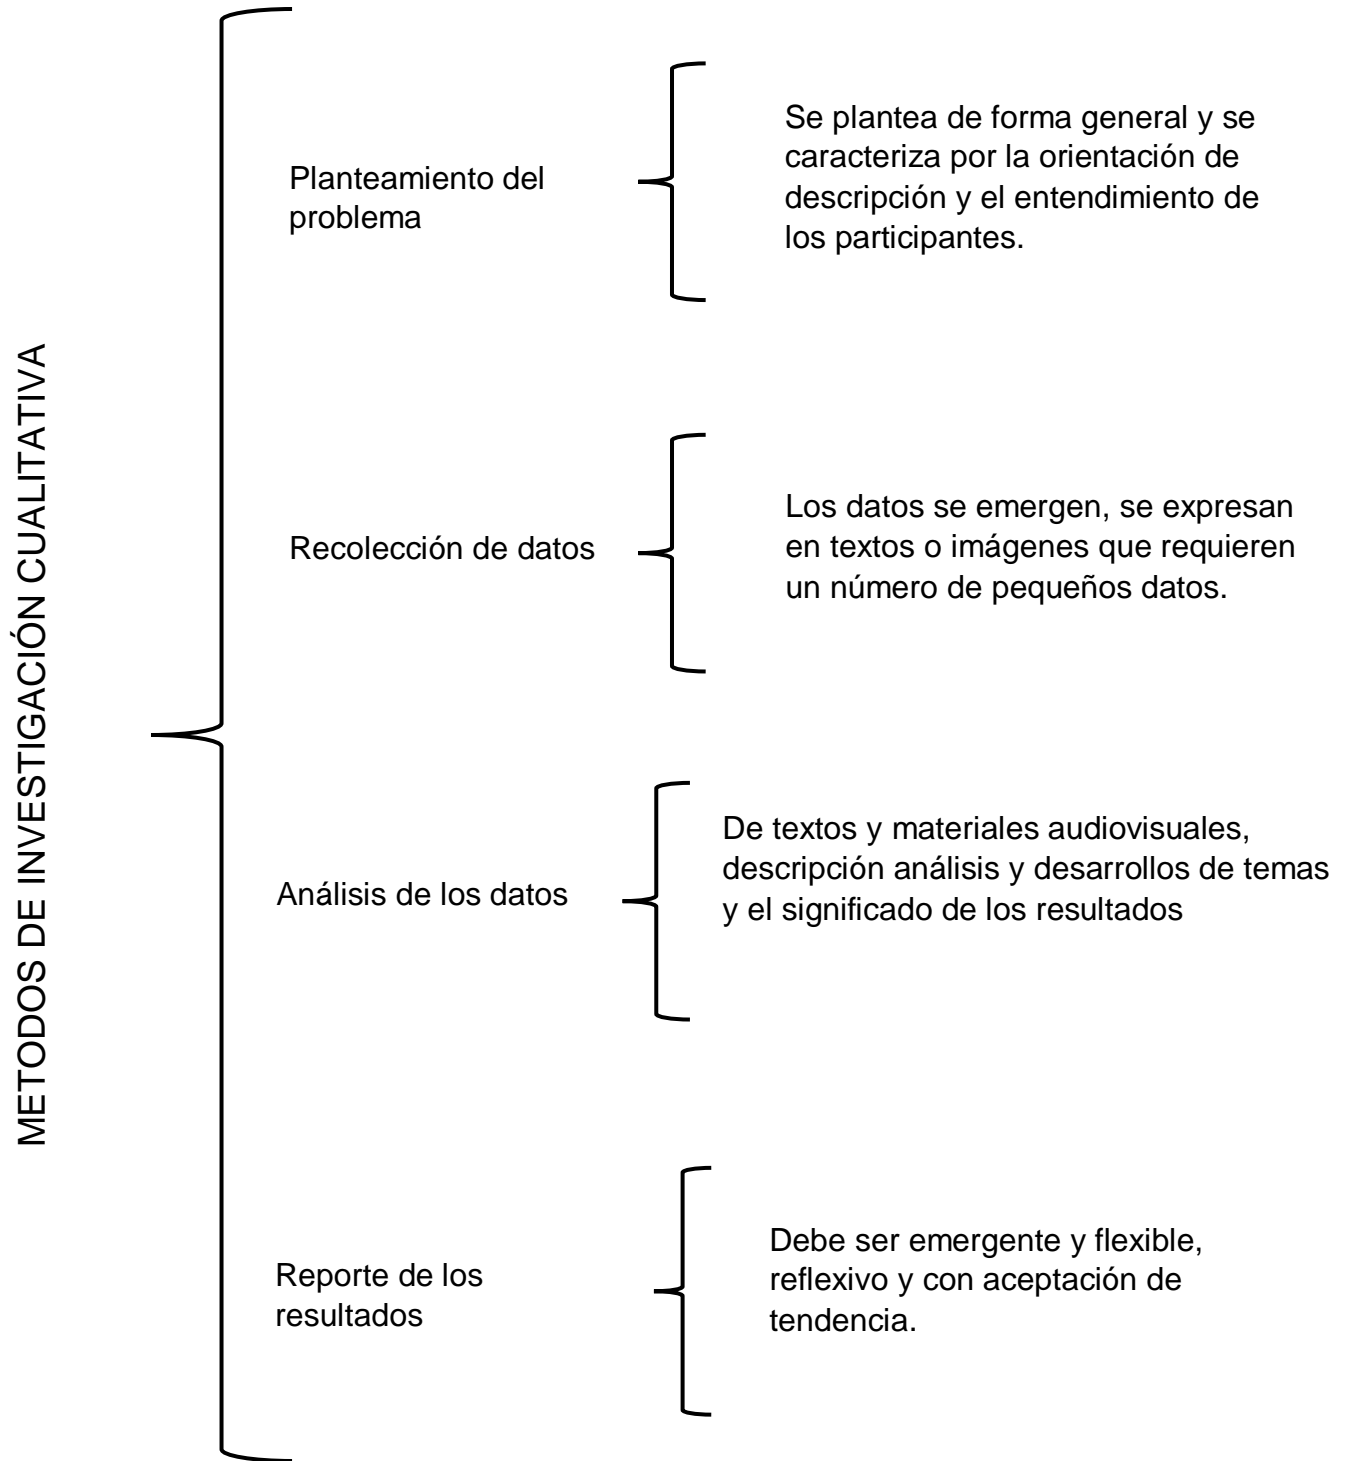 METODOS DE INVESTIGACIÓN CUALITATIVA
Planteamiento del
problema
Se plantea de forma general y se
caracteriza por la orientación de
descripción y el entendimiento de
los participantes.
Recolección de datos
Los datos se emergen, se expresan
en textos o imágenes que requieren
un número de pequeños datos.
Análisis de los datos
De textos y materiales audiovisuales,
descripción análisis y desarrollos de temas
y el significado de los resultados
Reporte de los
resultados
Debe ser emergente y flexible,
reflexivo y con aceptación de
tendencia.